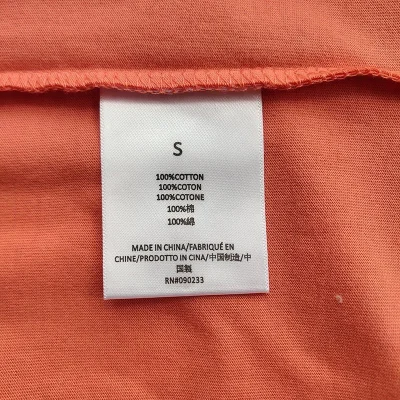 S
100%COTTON
100%COTON
100%COTONE
100%棉
100%綿
MADE IN CHINA/FABRIQUÉ EN
CHINE/PRODOTTO IN CINA/中国制造/中
国製
RN#090233